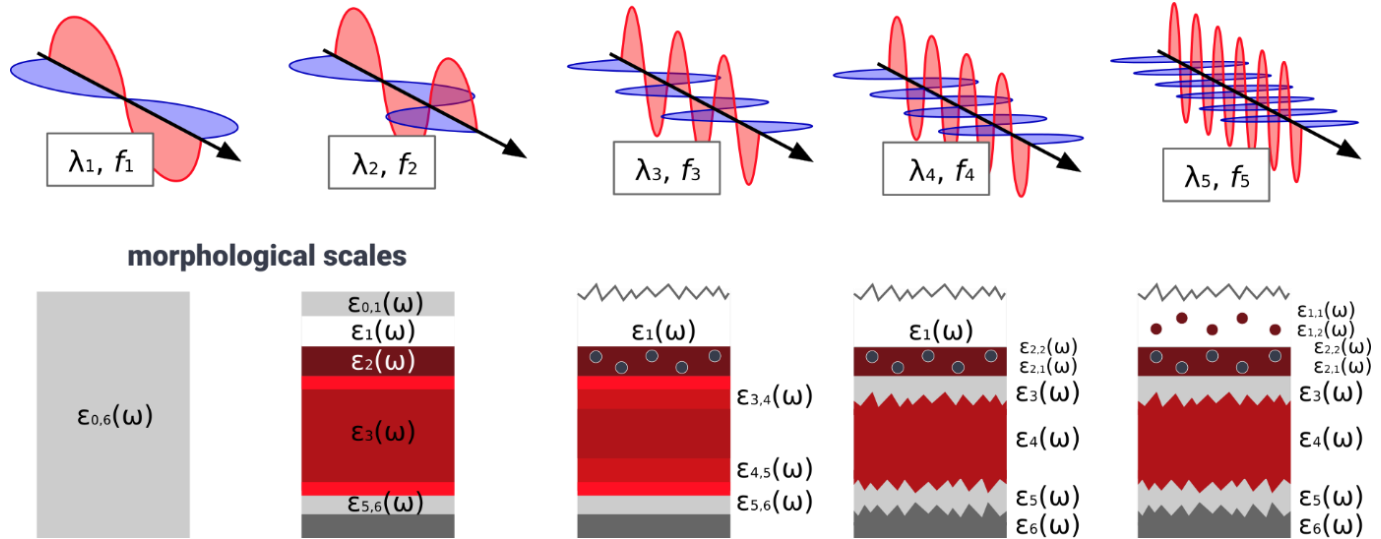 λ1, f1
λ2, f2
λ3, f3
λ4, f4
λ5, f5
morphological scales
ε0,6(ω)
ε0,1(ω)
ε1(ω)
ε2(ω)
ε3(ω)
ε5,6(ω)
ε1(ω)
ε3,4(ω)
ε4,5(ω)
ε5,6(ω)
ε1(ω)
ε2,2(ω)
ε2,1(ω)
ε3(ω)
ε4(ω)
ε5(ω)
ε6(ω)
ε1,1(ω)
ε1,2(ω)
ε2,2(ω)
ε2,1(ω)
ε3(ω)
ε4(ω)
ε5(ω)
ε6(ω)